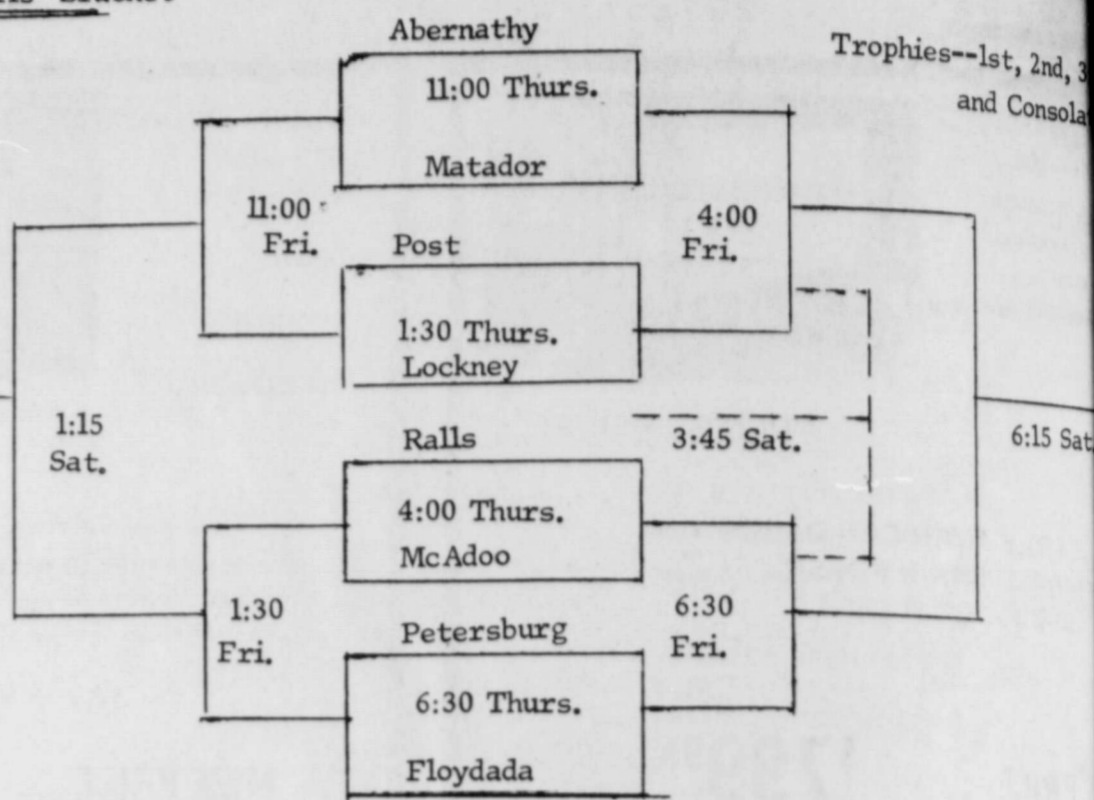 Abernathy
Trophies--1st, 2nd, 3
and Consola
11:00 Thurs.
Matador
11:00
Fri.
4:00
Fri.
Post
1:30 Thurs.
Lockney
1:15
Sat.
Ralls
3:45 Sat.
6:15 Sat
4:00 Thurs.
McAdoo
1:30
Fri.
6:30
Fri.
Petersburg
6:30 Thurs.
Floydada